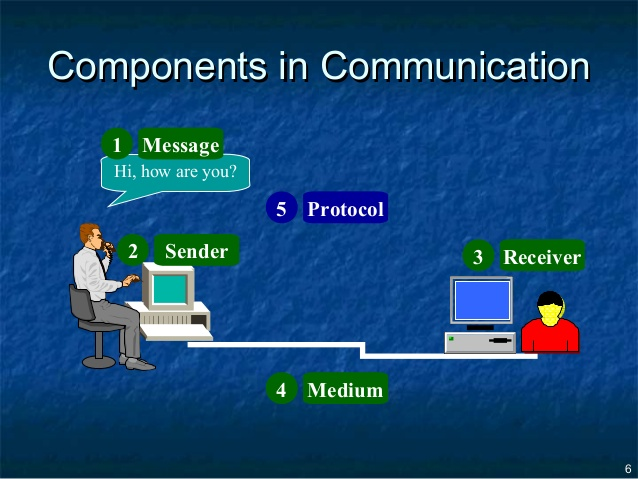 Components in Communication
1 Message
Hi, how are you?
5 Protocol
2 Sender
3 Receiver
4 Medium
6